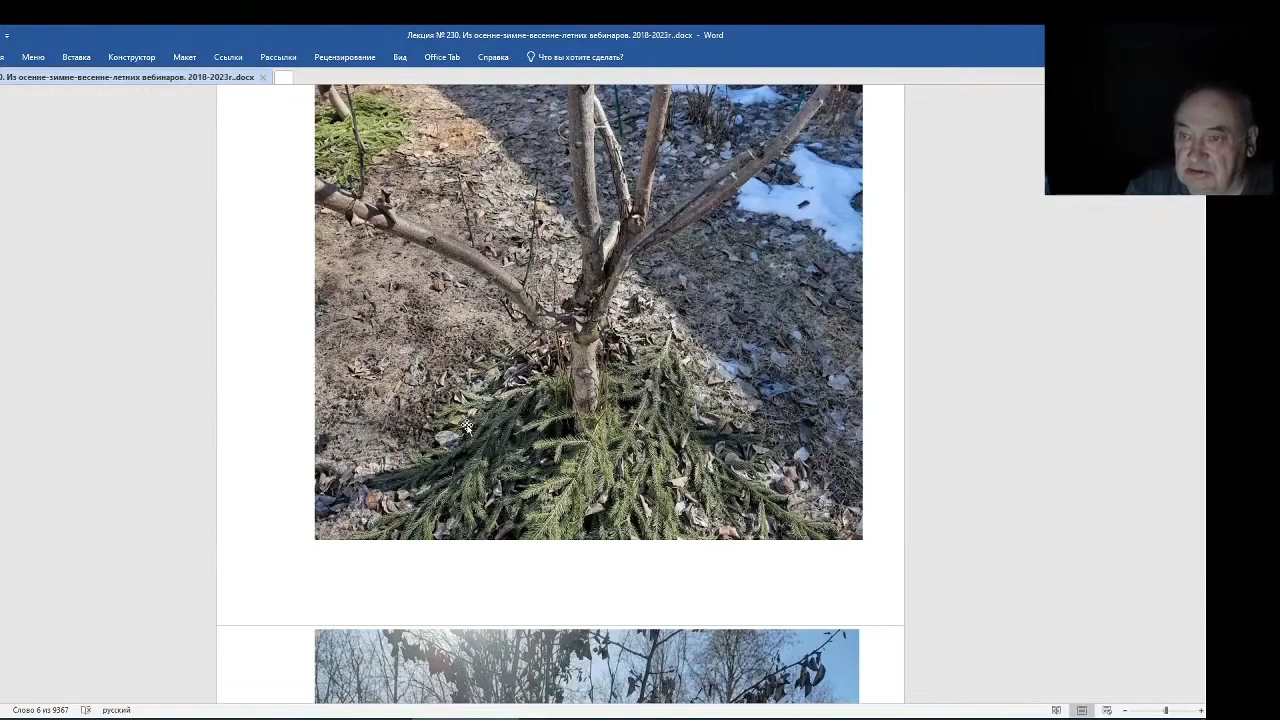 Лекция № 230. Из осенне-зимне-весенне-летних вебинаров. 2018-2023г..docx - Word
я Меню Вставка Конструктор Макет Ссылки Рассылки Рецензирование Вид Office Tab Справка Что вы хотите сделать?
0. Из осенне-зимне-весенне-летних вебинаров. 2018-2023г..docx
Слово 6 из 9367 русский